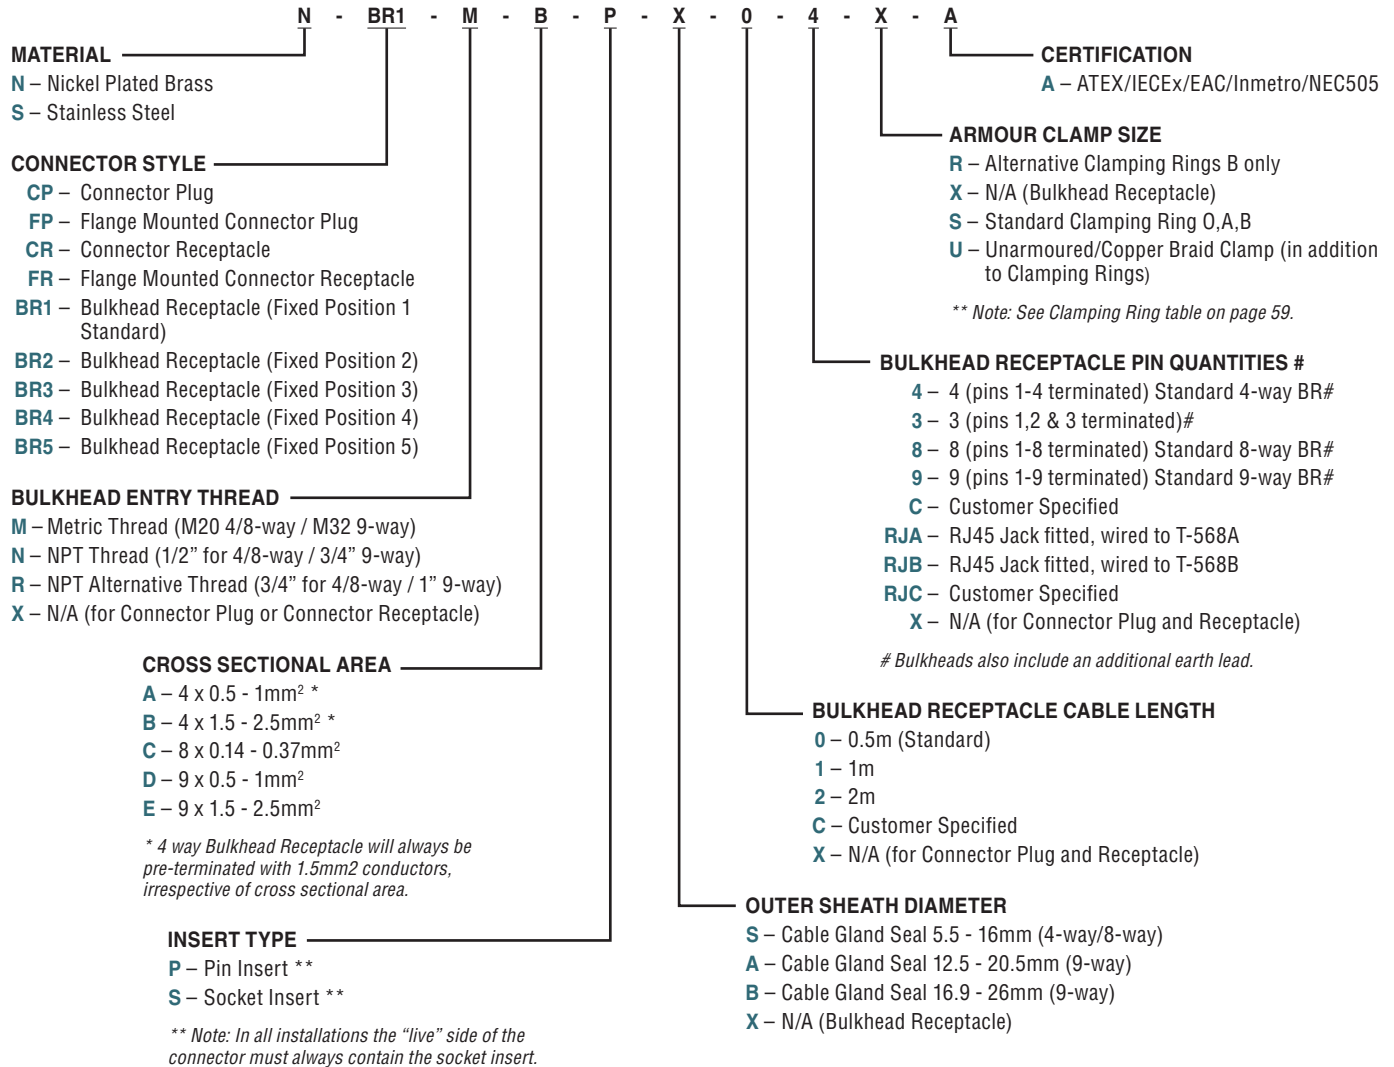 N - BR1 - M - B - P - X - 0 - 4 - X - A
MATERIAL
N – Nickel Plated Brass
S – Stainless Steel
CONNECTOR STYLE
CP – Connector Plug
FP – Flange Mounted Connector Plug
CR – Connector Receptacle
FR – Flange Mounted Connector Receptacle
BR1 – Bulkhead Receptacle (Fixed Position 1
Standard)
BR2 – Bulkhead Receptacle (Fixed Position 2)
BR3 – Bulkhead Receptacle (Fixed Position 3)
BR4 – Bulkhead Receptacle (Fixed Position 4)
BR5 – Bulkhead Receptacle (Fixed Position 5)
BULKHEAD ENTRY THREAD
M – Metric Thread (M20 4/8-way / M32 9-way)
N – NPT Thread (1/2” for 4/8-way / 3/4” 9-way)
R – NPT Alternative Thread (3/4” for 4/8-way / 1” 9-way)
X – N/A (for Connector Plug or Connector Receptacle)
CROSS SECTIONAL AREA
A – 4 x 0.5 - 1mm² *
B – 4 x 1.5 - 2.5mm² *
C – 8 x 0.14 - 0.37mm²
D – 9 x 0.5 - 1mm²
E – 9 x 1.5 - 2.5mm²
* 4 way Bulkhead Receptacle will always be
pre-terminated with 1.5mm2 conductors,
irrespective of cross sectional area.
INSERT TYPE
P – Pin Insert **
S – Socket Insert **
** Note: In all installations the “live” side of the
connector must always contain the socket insert.
CERTIFICATION
A – ATEX/IECEx/EAC/Inmetro/NEC505
ARMOUR CLAMP SIZE
R – Alternative Clamping Rings B only
X – N/A (Bulkhead Receptacle)
S – Standard Clamping Ring O,A,B
U – Unarmoured/Copper Braid Clamp (in addition
to Clamping Rings)
** Note: See Clamping Ring table on page 59.
BULKHEAD RECEPTACLE PIN QUANTITIES #
4 – 4 (pins 1-4 terminated) Standard 4-way BR#
3 – 3 (pins 1,2 & 3 terminated)#
8 – 8 (pins 1-8 terminated) Standard 8-way BR#
9 – 9 (pins 1-9 terminated) Standard 9-way BR#
C – Customer Specified
RJA – RJ45 Jack fitted, wired to T-568A
RJB – RJ45 Jack fitted, wired to T-568B
RJC – Customer Specified
X – N/A (for Connector Plug and Receptacle)
# Bulkheads also include an additional earth lead.
BULKHEAD RECEPTACLE CABLE LENGTH
0 – 0.5m (Standard)
1 – 1m
2 – 2m
C – Customer Specified
X – N/A (for Connector Plug and Receptacle)
OUTER SHEATH DIAMETER
S – Cable Gland Seal 5.5 - 16mm (4-way/8-way)
A – Cable Gland Seal 12.5 - 20.5mm (9-way)
B – Cable Gland Seal 16.9 - 26mm (9-way)
X – N/A (Bulkhead Receptacle)